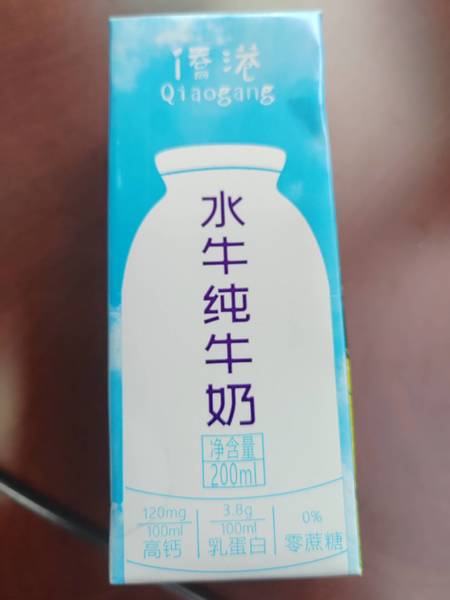 僑港
Qiaogang
水牛纯牛奶
净含量
200ml
120mg
100ml
高钙
3.8g
100ml
乳蛋白
0%
零蔗糖